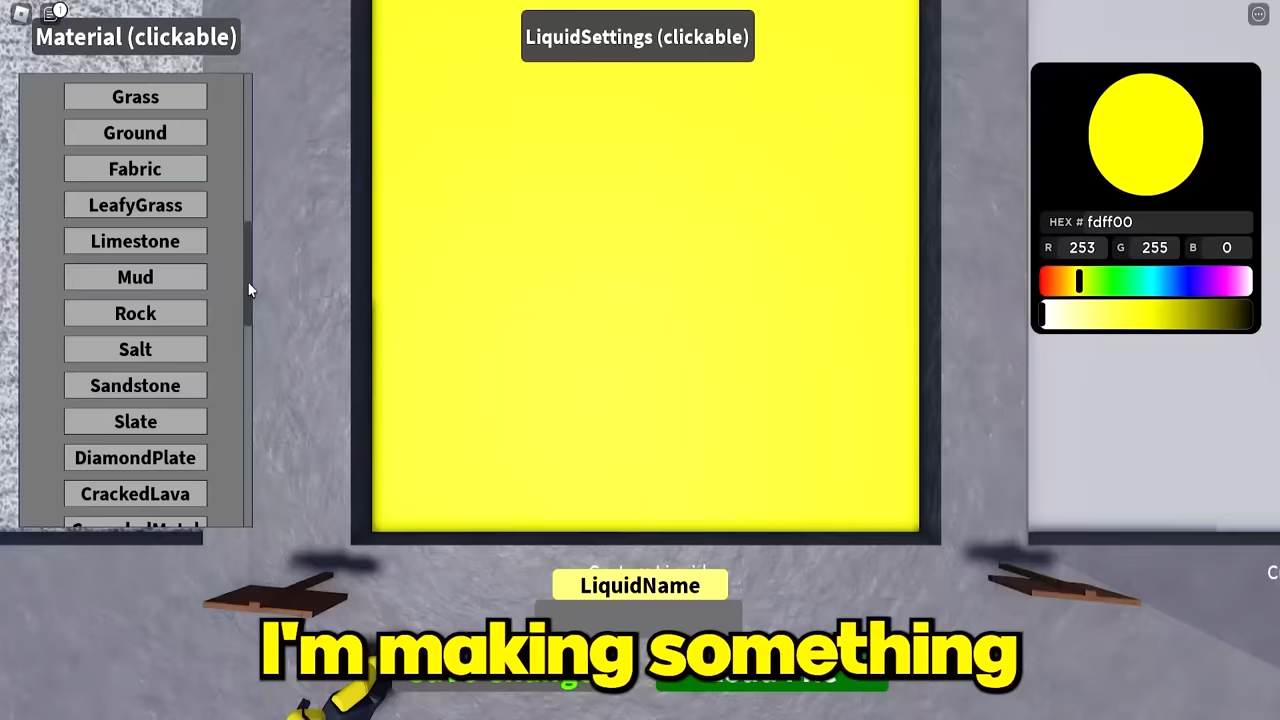 1
Material (clickable)
LiquidSettings (clickable)
Grass
Ground
Fabric
LeafyGrass
Limestone
Mud
Rock
Salt
Sandstone
Slate
DiamondPlate
CrackedLava
HEX # fdff00
R 253 G 255 B 0
LiquidName
I'm making something